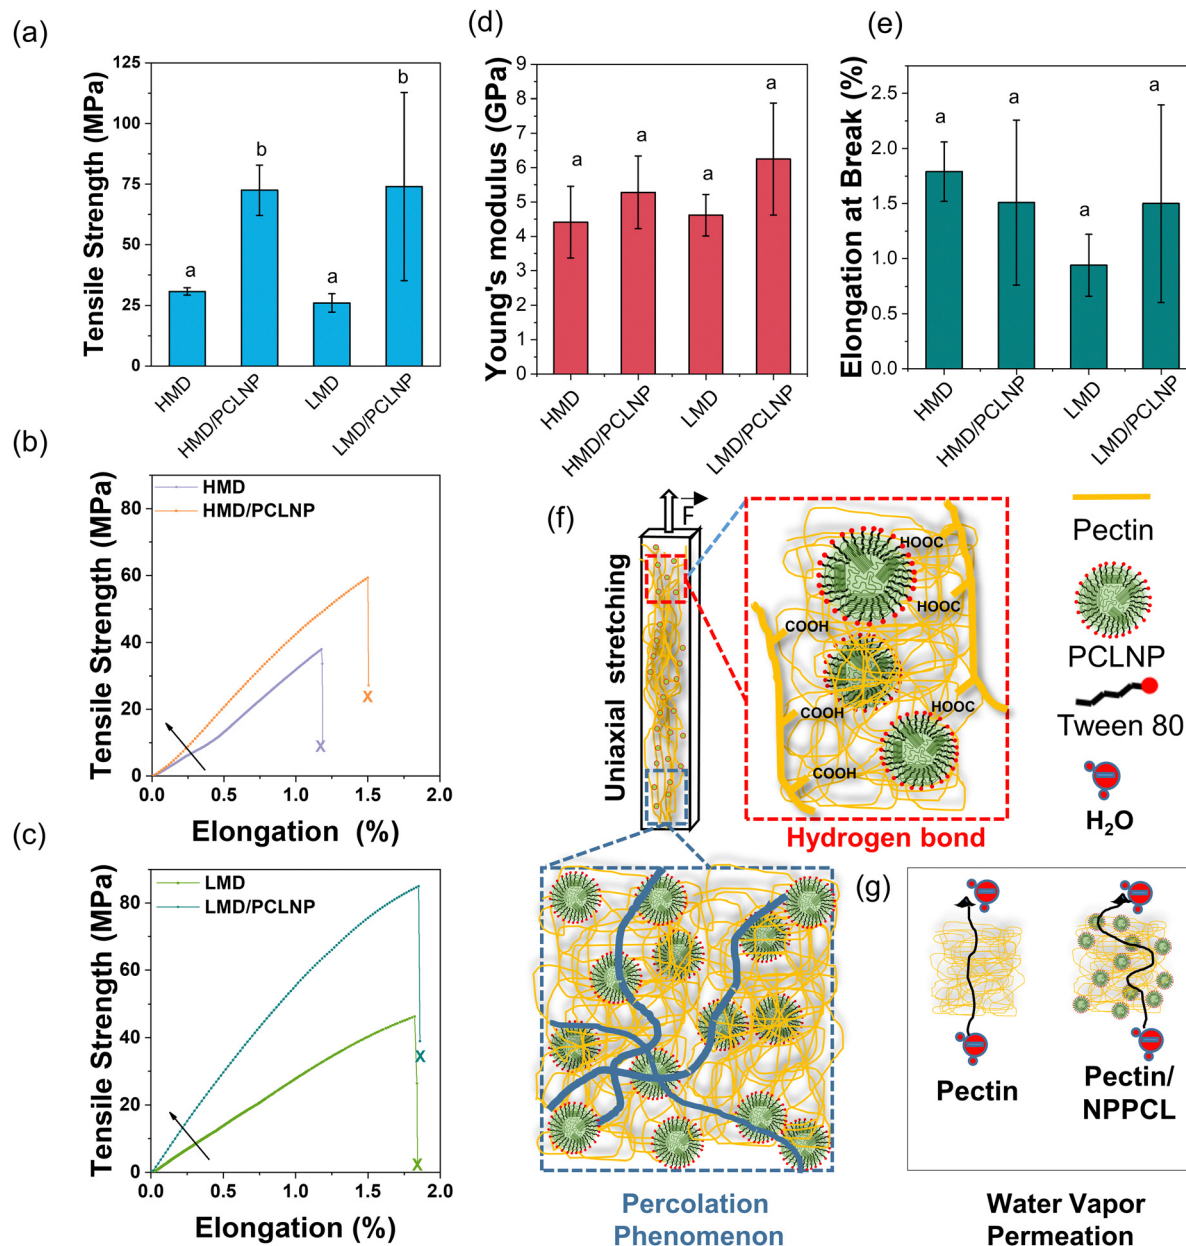 (a)
Tensile Strength (MPa)
125
100
75
50
25
0
a
b
a
b
HMD
HMD/PCLNP
LMD
LMD/PCLNP
(d)
Young's modulus (GPa)
9
8
7
6
5
4
3
2
1
0
a
a
a
a
HMD
HMD/PCLNP
LMD
LMD/PCLNP
(e)
Elongation at Break (%)
2.5
2.0
1.5
1.0
0.5
0.0
a
a
a
a
HMD
HMD/PCLNP
LMD
LMD/PCLNP
(b)
Tensile Strength (MPa)
80
60
40
20
0
HMD
HMD/PCLNP
X
X
0.0 0.5 1.0 1.5 2.0
Elongation (%)
(c)
Tensile Strength (MPa)
80
60
40
20
0
LMD
LMD/PCLNP
X
X
0.0 0.5 1.0 1.5 2.0
Elongation (%)
(f)
F
Uniaxial stretching
HOOC
HOOC
COOH
COOH
HOOC
COOH
Hydrogen bond
Percolation
Phenomenon
Pectin
PCLNP
Tween 80
H₂O
(g)
Pectin
Pectin/
NPPCL
Water Vapor
Permeation